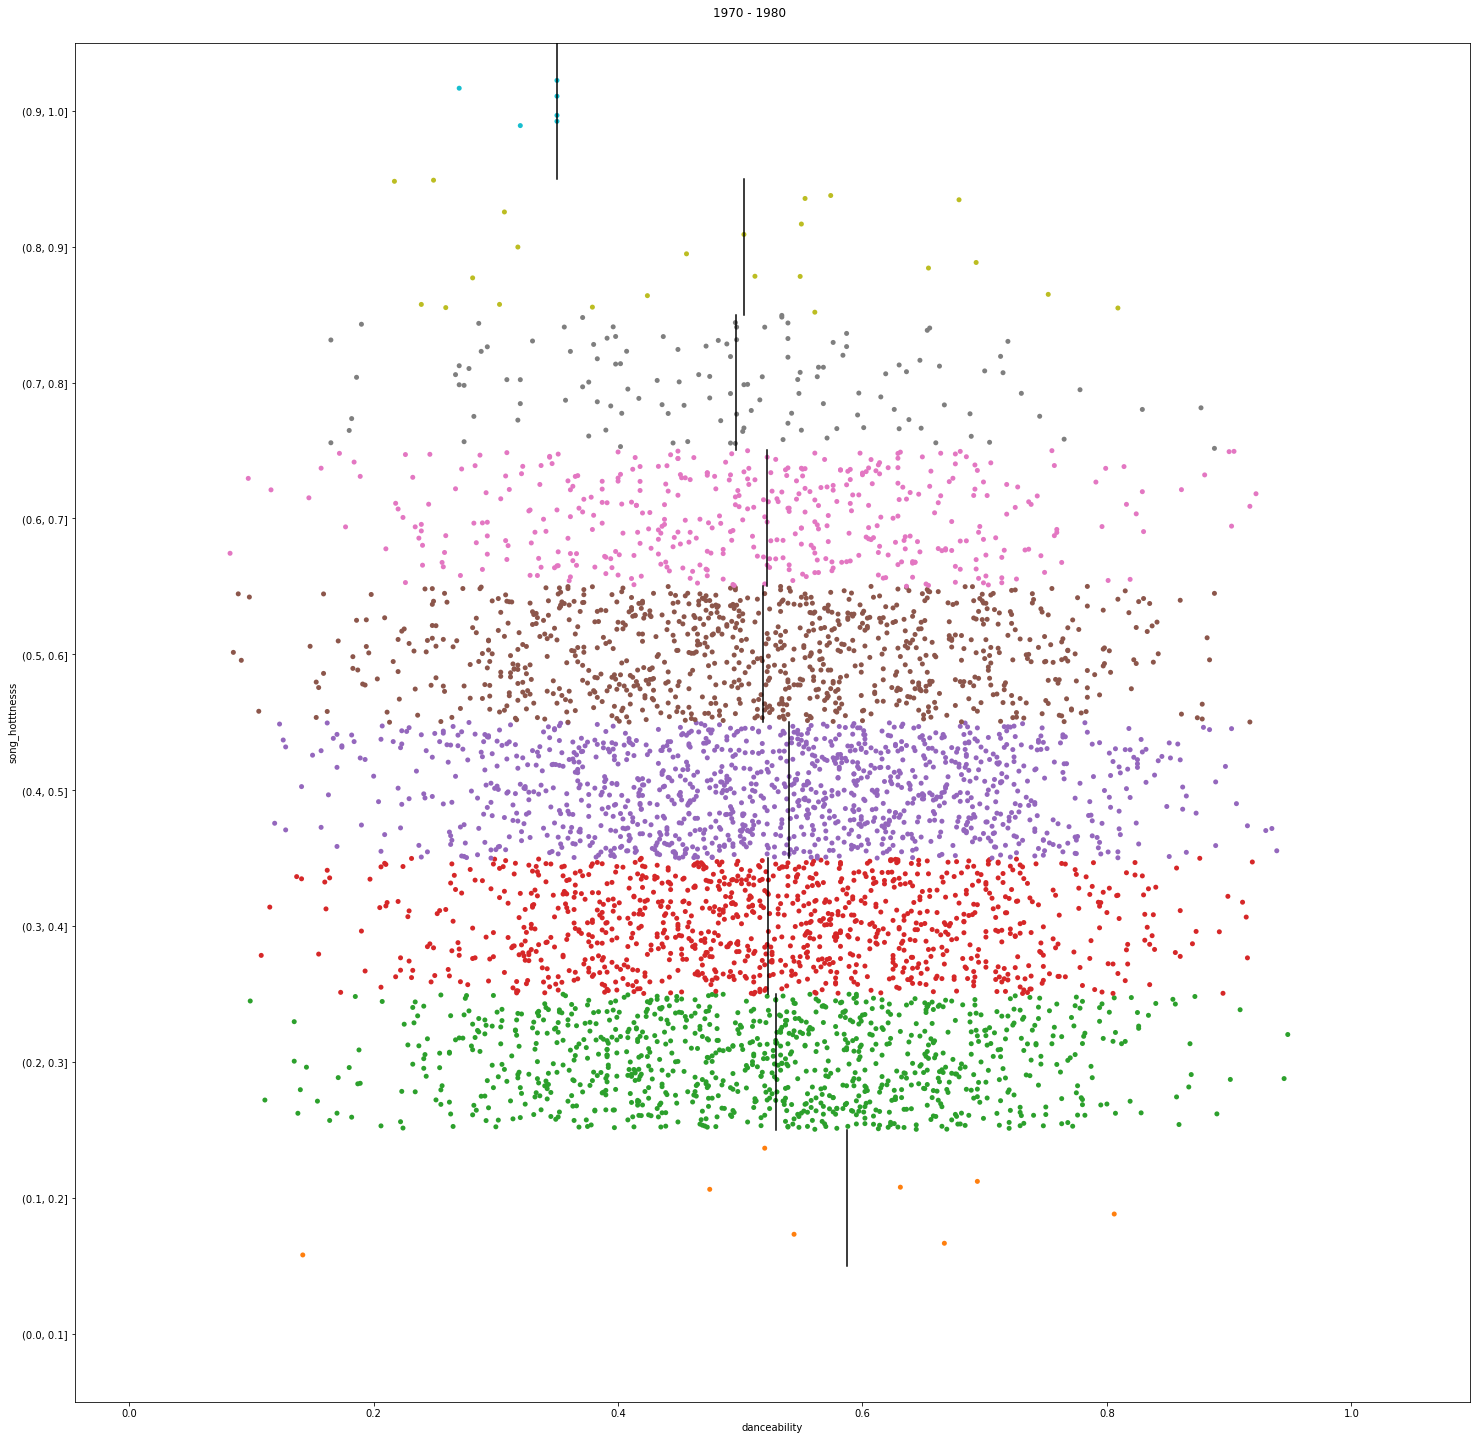 1970 - 1980
(0.9, 1.0]
(0.8, 0.9]
(0.7, 0.8]
(0.6, 0.7]
(0.5, 0.6]
(0.4, 0.5]
(0.3, 0.4]
(0.2, 0.3]
(0.1, 0.2]
(0.0, 0.1]
song_hotttnesss
0.0 0.2 0.4 0.6 0.8 1.0
danceability